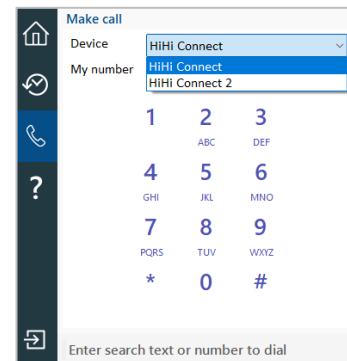 Make call
Device HiHi Connect
My number HiHi Connect
HiHi Connect 2
1 2 3
ABC DEF
4 5 6
GHI JKL MNO
7 8 9
PQRS TUV WXYZ
* 0 #
?
Enter search text or number to dial